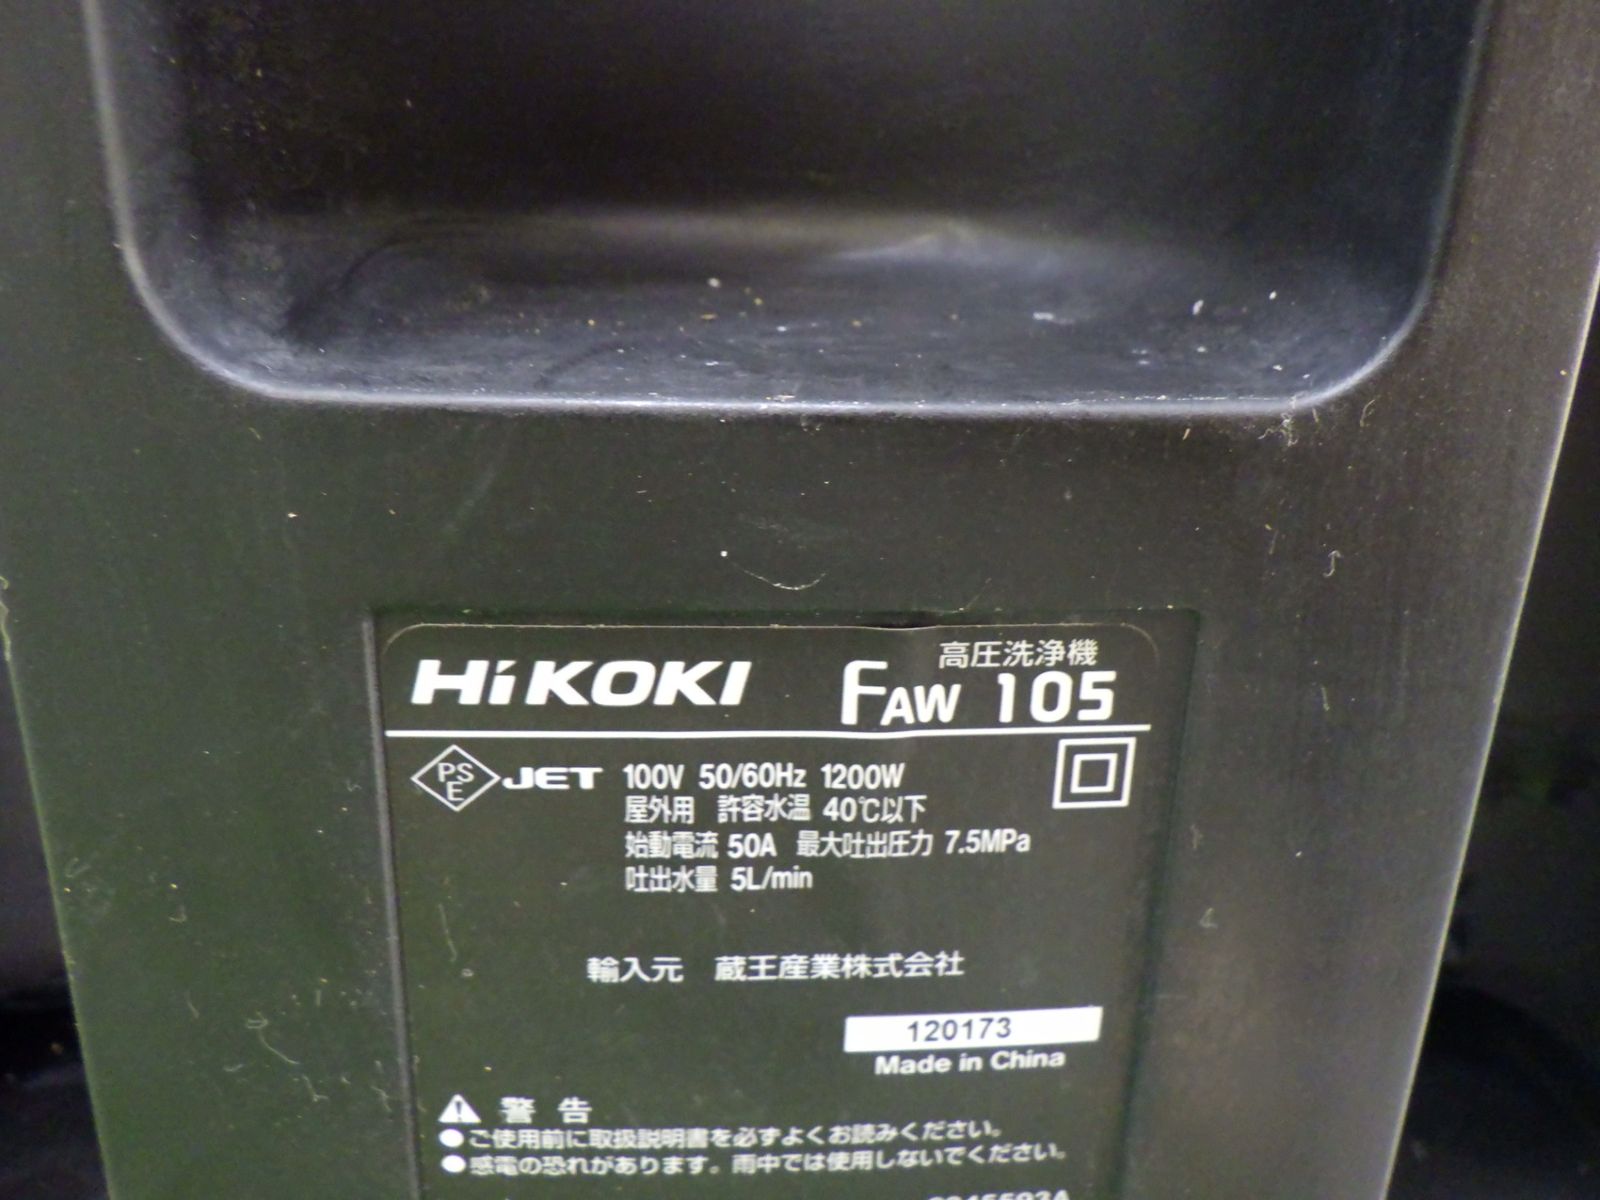 HiKOKI
高圧洗浄機
FAW 105
PSE JET 100V 50/60Hz 1200W
屋外用 許容水温 40℃以下
始動電流 50A 最大吐出圧力 7.5MPa
吐出水量 5L/min
輸入元 蔵王産業株式会社
120173
Made in China
警告
●ご使用前に取扱説明書を必ずよくお読みください。
●感電の恐れがあります。雨中では使用しないでください。